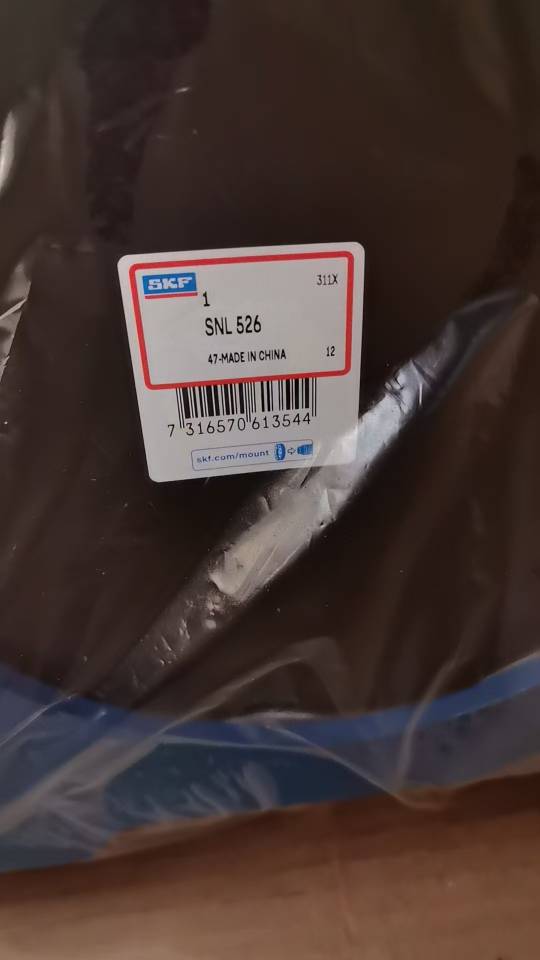 SKF
311X
1
SNL 526
47-MADE IN CHINA
12
7 316570 613544
skf.com/mount